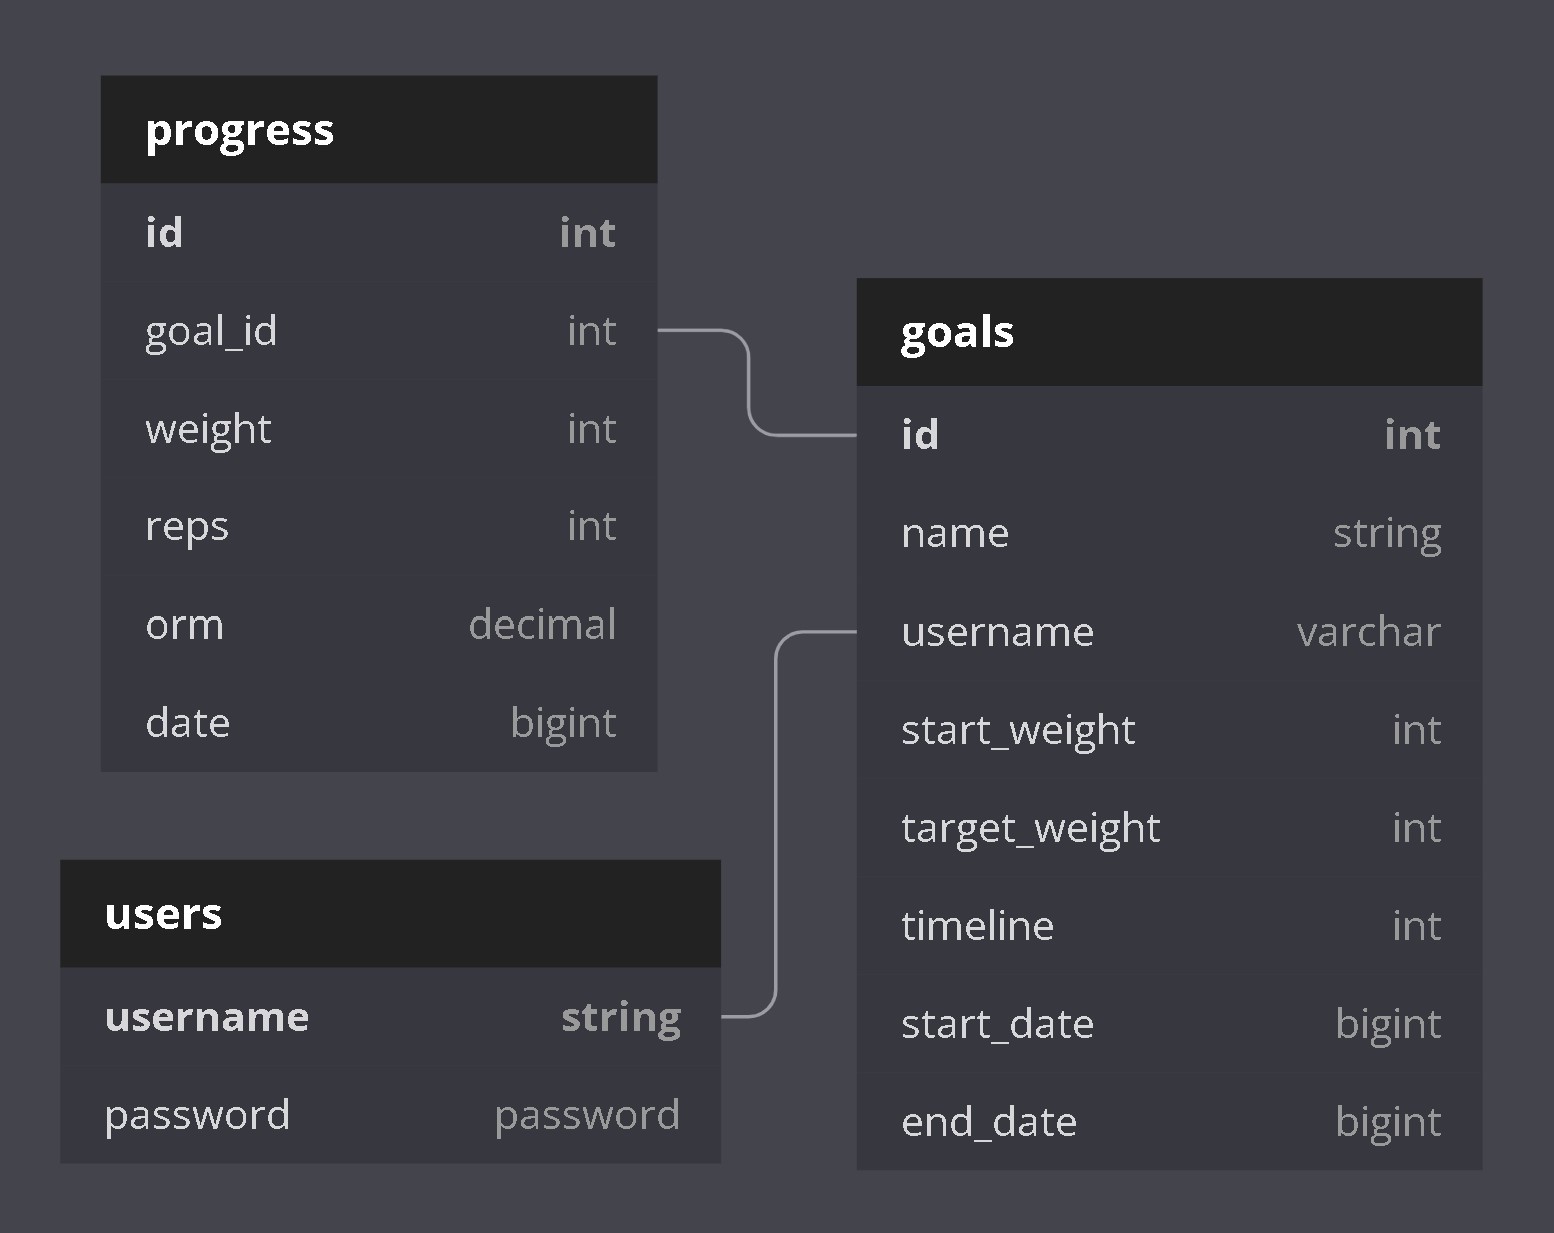 progress
id int
goal_id int
weight int
reps int
orm decimal
date bigint
goals
id int
name string
username varchar
start_weight int
target_weight int
timeline int
start_date bigint
end_date bigint
users
username string
password password